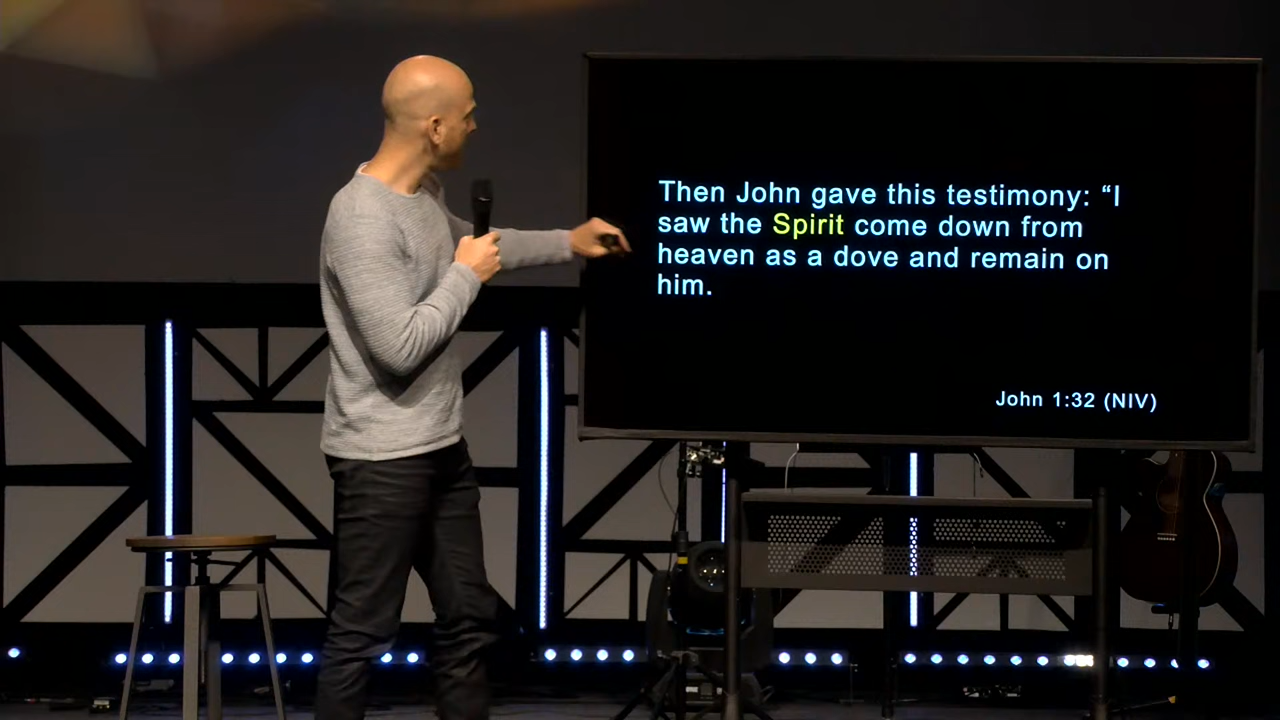 Then John gave this testimony: “I
saw the Spirit come down from
heaven as a dove and remain on
him.
John 1:32 (NIV)